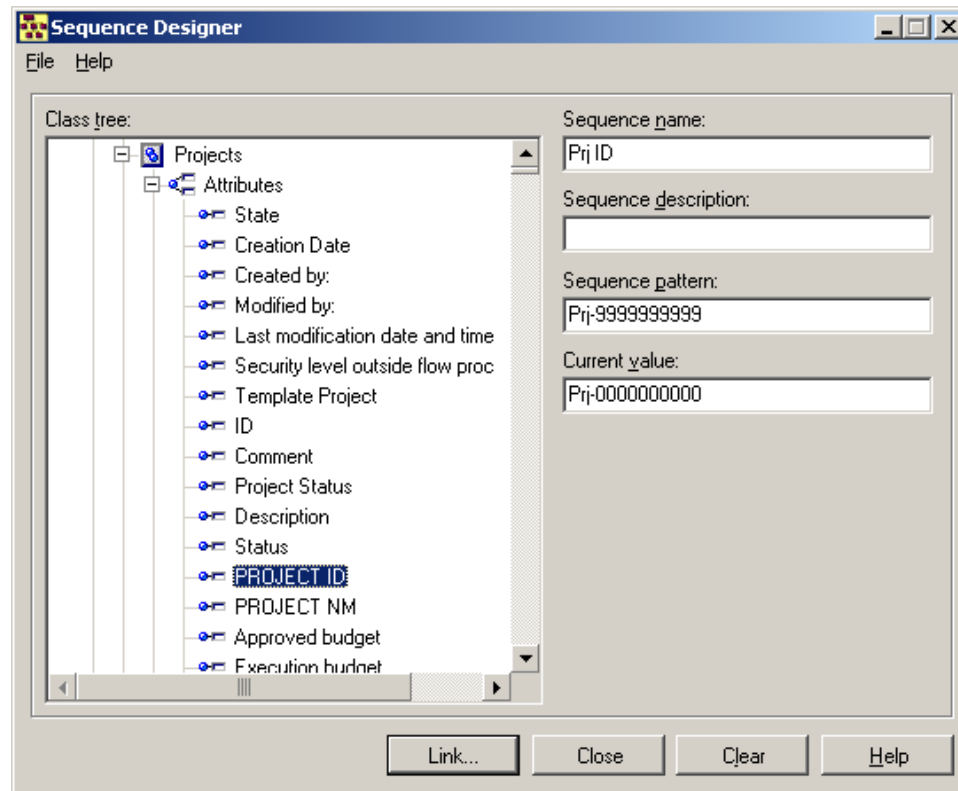 Sequence Designer
File Help
Class tree:
Projects
Attributes
State
Creation Date
Created by:
Modified by:
Last modification date and time
Security level outside flow proc
Template Project
ID
Comment
Project Status
Description
Status
PROJECT ID
PROJECT NM
Approved budget
Execution budget
Sequence name:
Prj ID
Sequence description:
Sequence pattern:
Prj-9999999999
Current value:
Prj-0000000000
Link... Close Clear Help